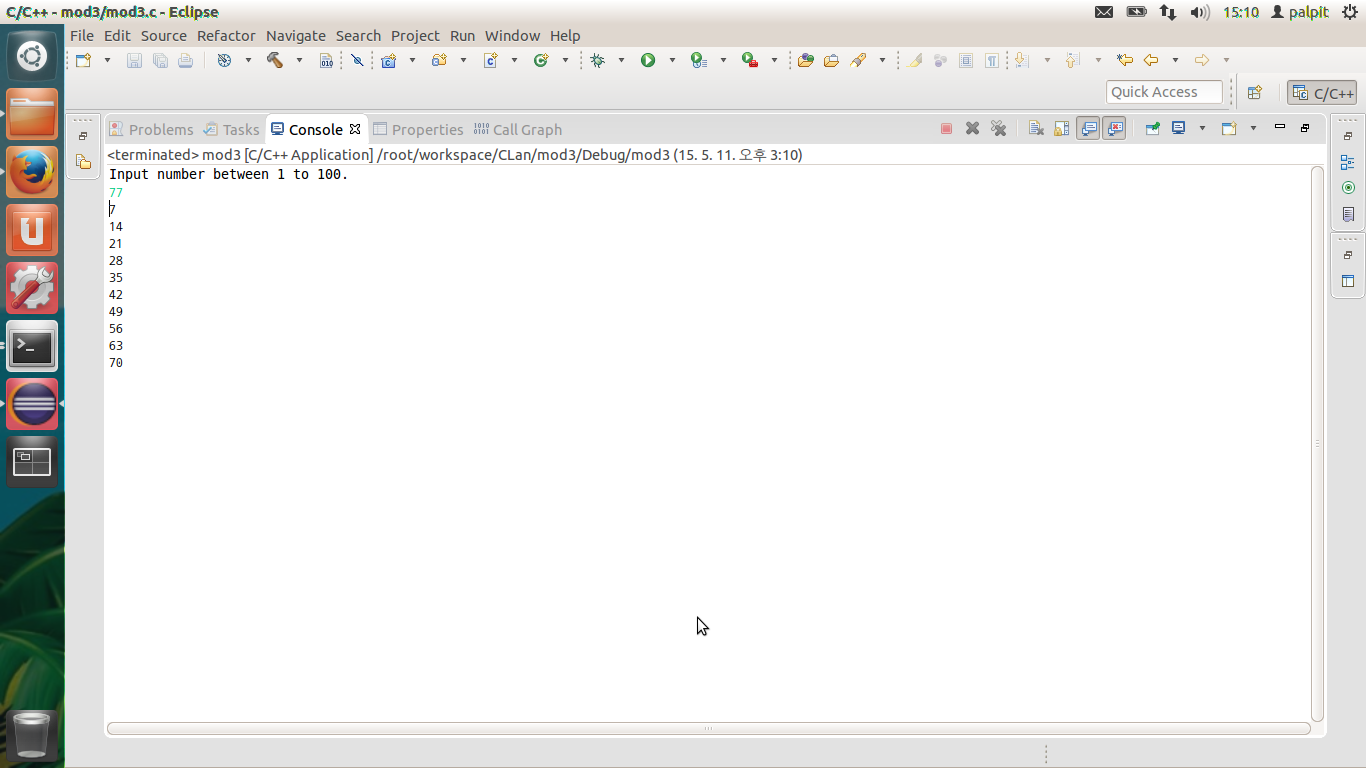 C/C++ - mod3/mod3.c - Eclipse
15:10 palpit
File Edit Source Refactor Navigate Search Project Run Window Help
010
Quick Access
C/C++
Problems Tasks Console Properties Call Graph
<terminated> mod3 [C/C++ Application] /root/workspace/CLan/mod3/Debug/mod3 (15. 5. 11. 오후 3:10)
Input number between 1 to 100.
77
7
14
21
28
35
42
49
56
63
70